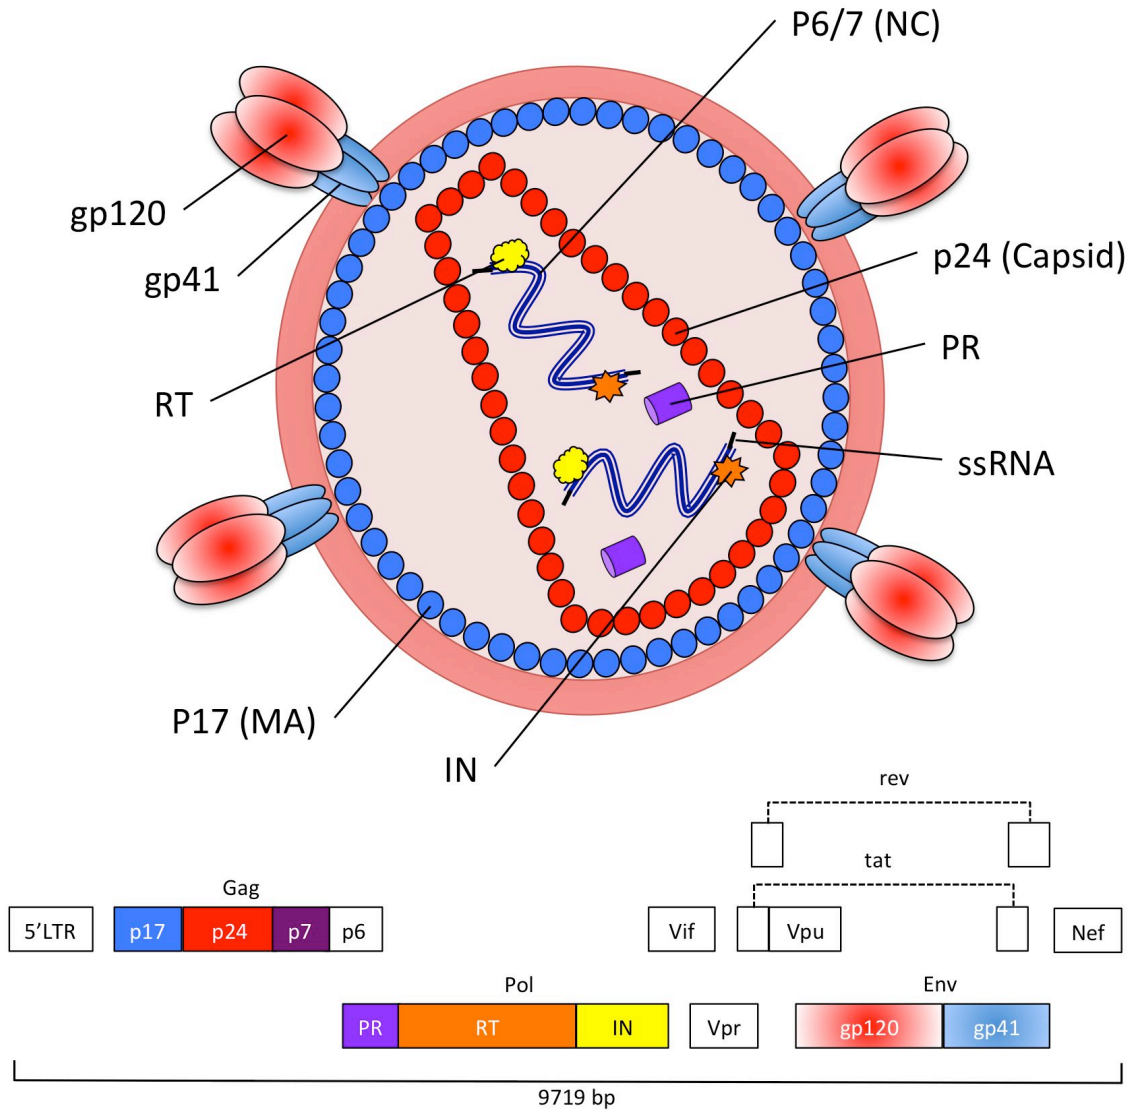 P6/7 (NC)
gp120
gp41
p24 (Capsid)
PR
RT
ssRNA
P17 (MA)
IN
rev
tat
Gag
5’LTR
p17
p24
p7
p6
Vif
Vpu
Nef
Pol
Env
PR
RT
IN
Vpr
gp120
gp41
9719 bp